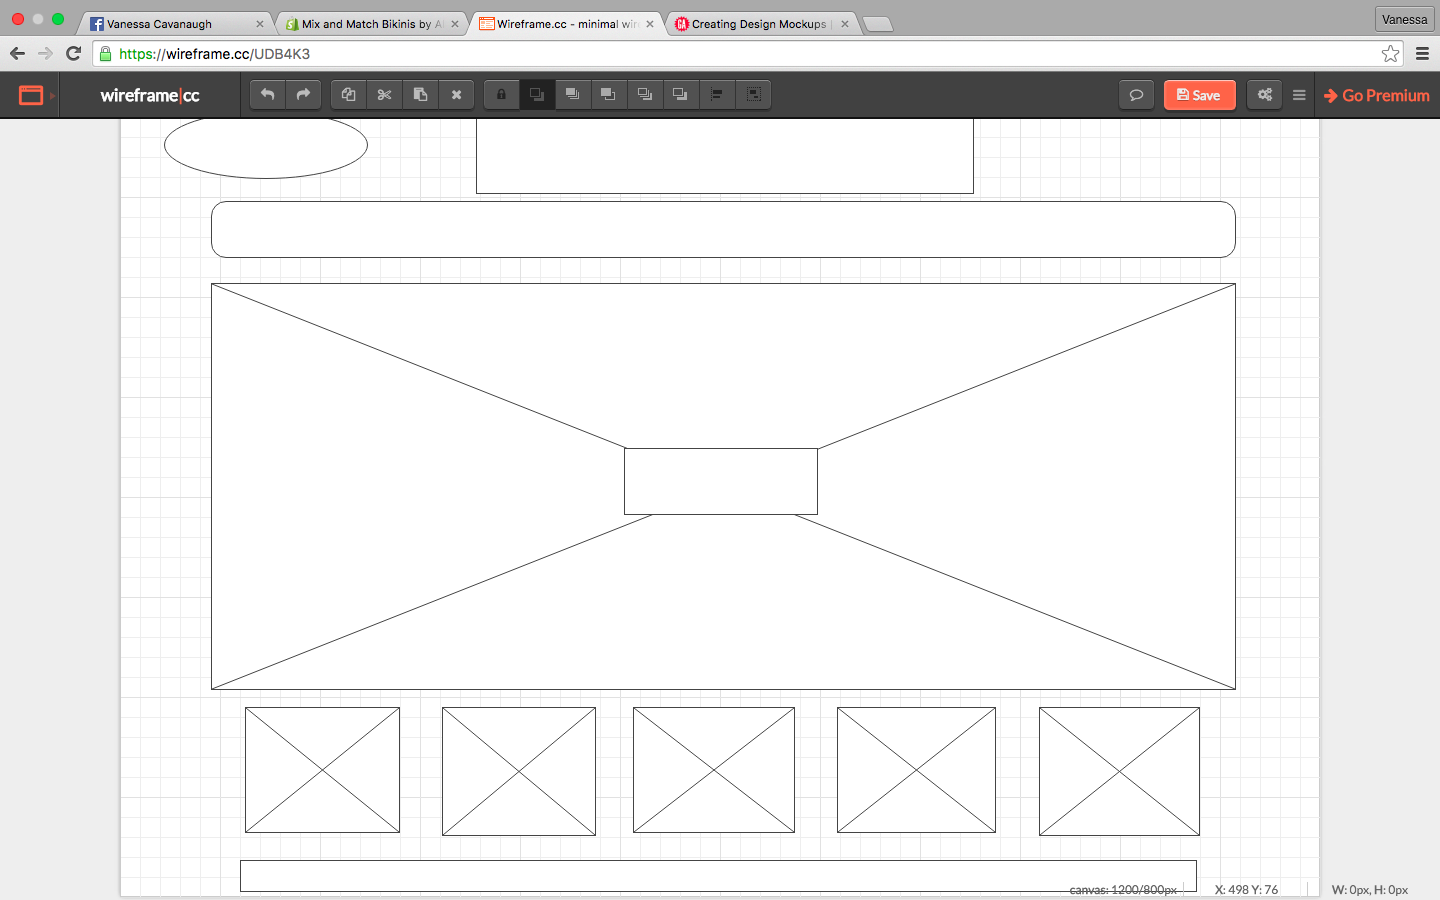 Vanessa Cavanaugh
Mix and Match Bikinis by
Wireframe.cc - minimal
Creating Design Mockups
Vanessa
https://wireframe.cc/UDB4K3
wireframe|cc
Save
Go Premium
canvas: 1200/800px
X: 498 Y: 76
W: 0px, H: 0px